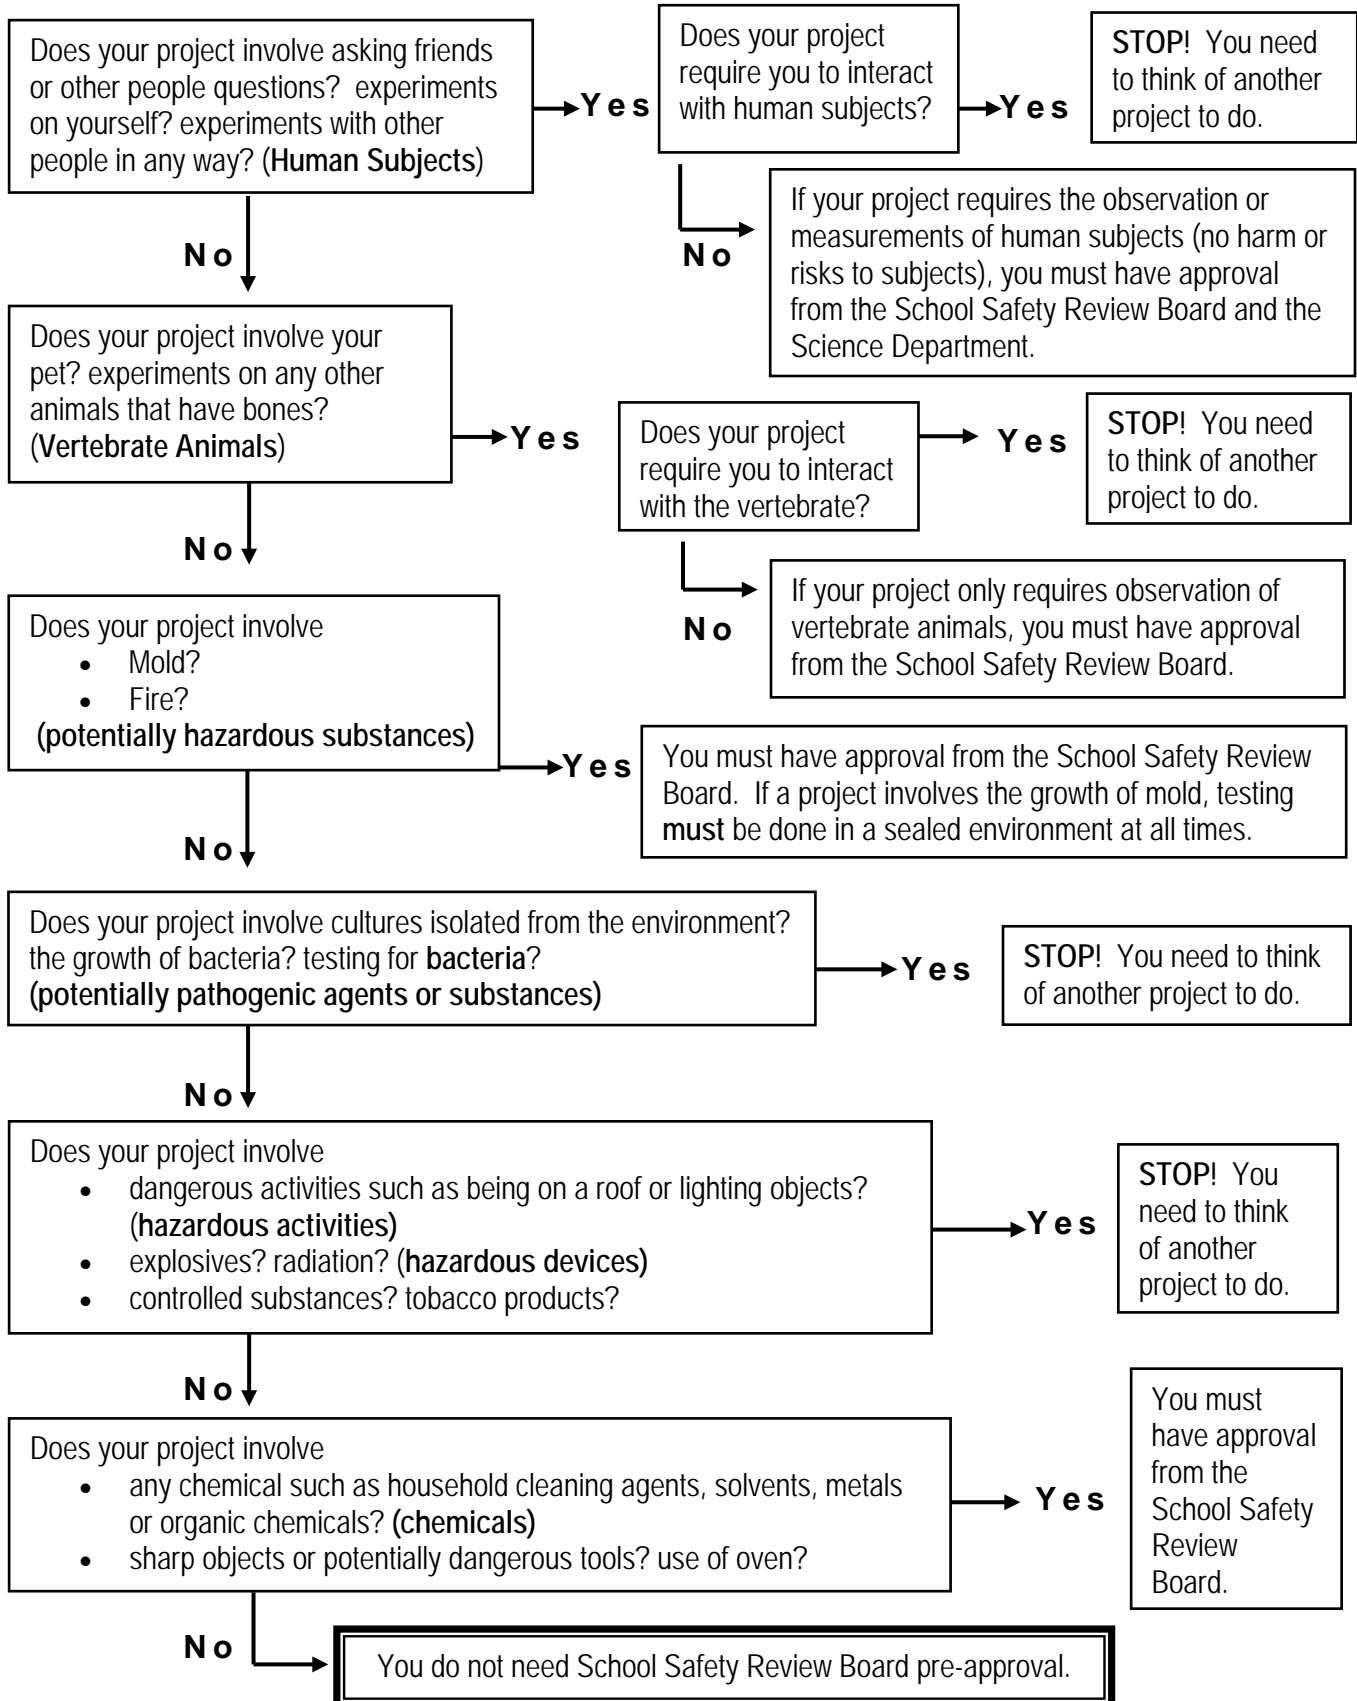 Does your project involve asking friends
or other people questions? experiments
on yourself? experiments with other
people in any way? (Human Subjects)
Yes
Does your project
require you to interact
with human subjects?
Yes
STOP! You need
to think of another
project to do.
No
No
If your project requires the observation or
measurements of human subjects (no harm or
risks to subjects), you must have approval
from the School Safety Review Board and the
Science Department.
Does your project involve your
pet? experiments on any other
animals that have bones?
(Vertebrate Animals)
Yes
Does your project
require you to interact
with the vertebrate?
Yes
STOP! You need
to think of another
project to do.
No
No
If your project only requires observation of
vertebrate animals, you must have approval
from the School Safety Review Board.
Does your project involve
• Mold?
• Fire?
(potentially hazardous substances)
Yes
You must have approval from the School Safety Review
Board. If a project involves the growth of mold, testing
must be done in a sealed environment at all times.
No
Does your project involve cultures isolated from the environment?
the growth of bacteria? testing for bacteria?
(potentially pathogenic agents or substances)
Yes
STOP! You need to think
of another project to do.
No
Does your project involve
• dangerous activities such as being on a roof or lighting objects?
(hazardous activities)
• explosives? radiation? (hazardous devices)
• controlled substances? tobacco products?
Yes
STOP! You
need to think
of another
project to do.
No
Does your project involve
• any chemical such as household cleaning agents, solvents, metals
or organic chemicals? (chemicals)
• sharp objects or potentially dangerous tools? use of oven?
Yes
You must
have approval
from the
School Safety
Review
Board.
No
You do not need School Safety Review Board pre-approval.